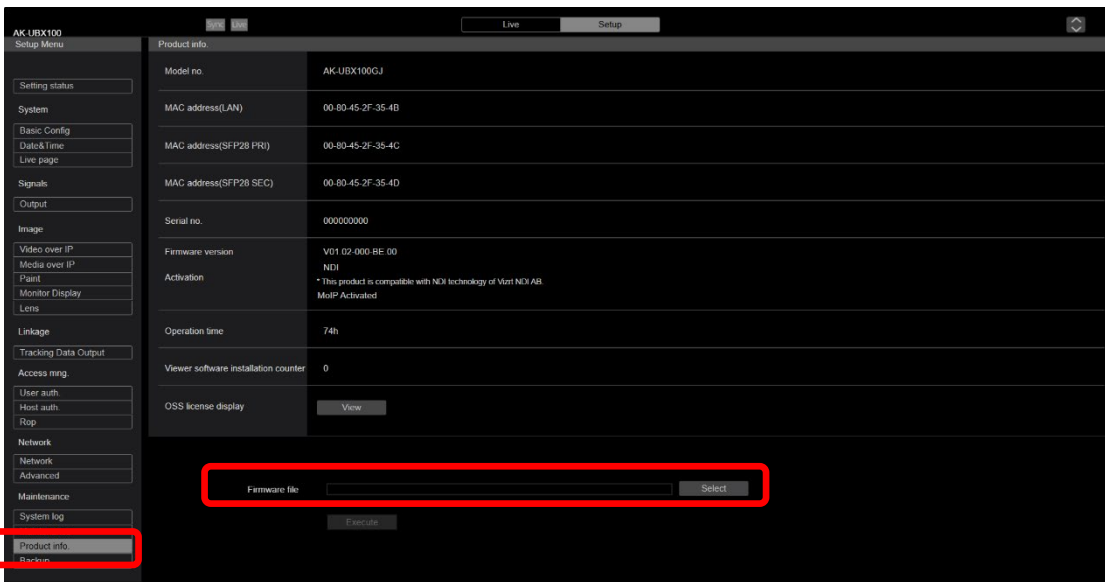 AK-UBX100
Sync Live
Live Setup
Setup Menu
Product info.
Setting status
System
Basic Config
Date&Time
Live page
Signals
Output
Image
Video over IP
Media over IP
Paint
Monitor Display
Lens
Linkage
Tracking Data Output
Access mng.
User auth.
Host auth.
Rop
Network
Network
Advanced
Maintenance
System log
Product info.
Backup
Model no. AK-UBX100GJ
MAC address(LAN) 00-80-45-2F-35-4B
MAC address(SFP28 PRI) 00-80-45-2F-35-4C
MAC address(SFP28 SEC) 00-80-45-2F-35-4D
Serial no. 000000000
Firmware version V01.02-000-BE.00
Activation
NDI
* This product is compatible with NDI technology of Vizrt NDI AB.
MoIP Activated
Operation time 74h
Viewer software installation counter 0
OSS license display View
Firmware file Select
Execute